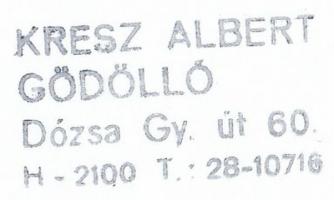 KRESZ ALBERT
GÖDÖLLŐ
Dózsa Gy. út 60.
H - 2100 T.: 28-10716